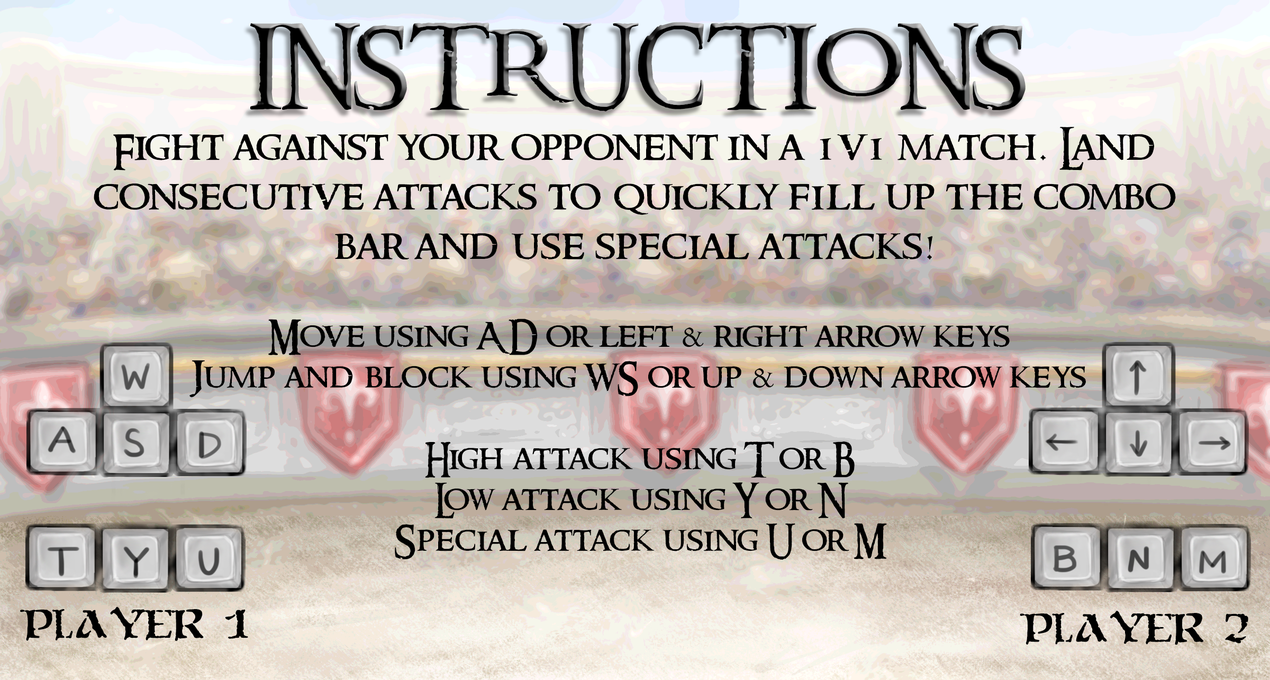 INSTRUCTIONS
FIGHT AGAINST YOUR OPPONENT IN A 1V1 MATCH. LAND
CONSECUTIVE ATTACKS TO QUICKLY FILL UP THE COMBO
BAR AND USE SPECIAL ATTACKS!
MOVE USING AD OR LEFT & RIGHT ARROW KEYS
JUMP AND BLOCK USING WS OR UP & DOWN ARROW KEYS
W
↑
A S D
← ↓ →
HIGH ATTACK USING T OR B
LOW ATTACK USING Y OR N
SPECIAL ATTACK USING U OR M
T Y U
B N M
PLAYER 1
PLAYER 2